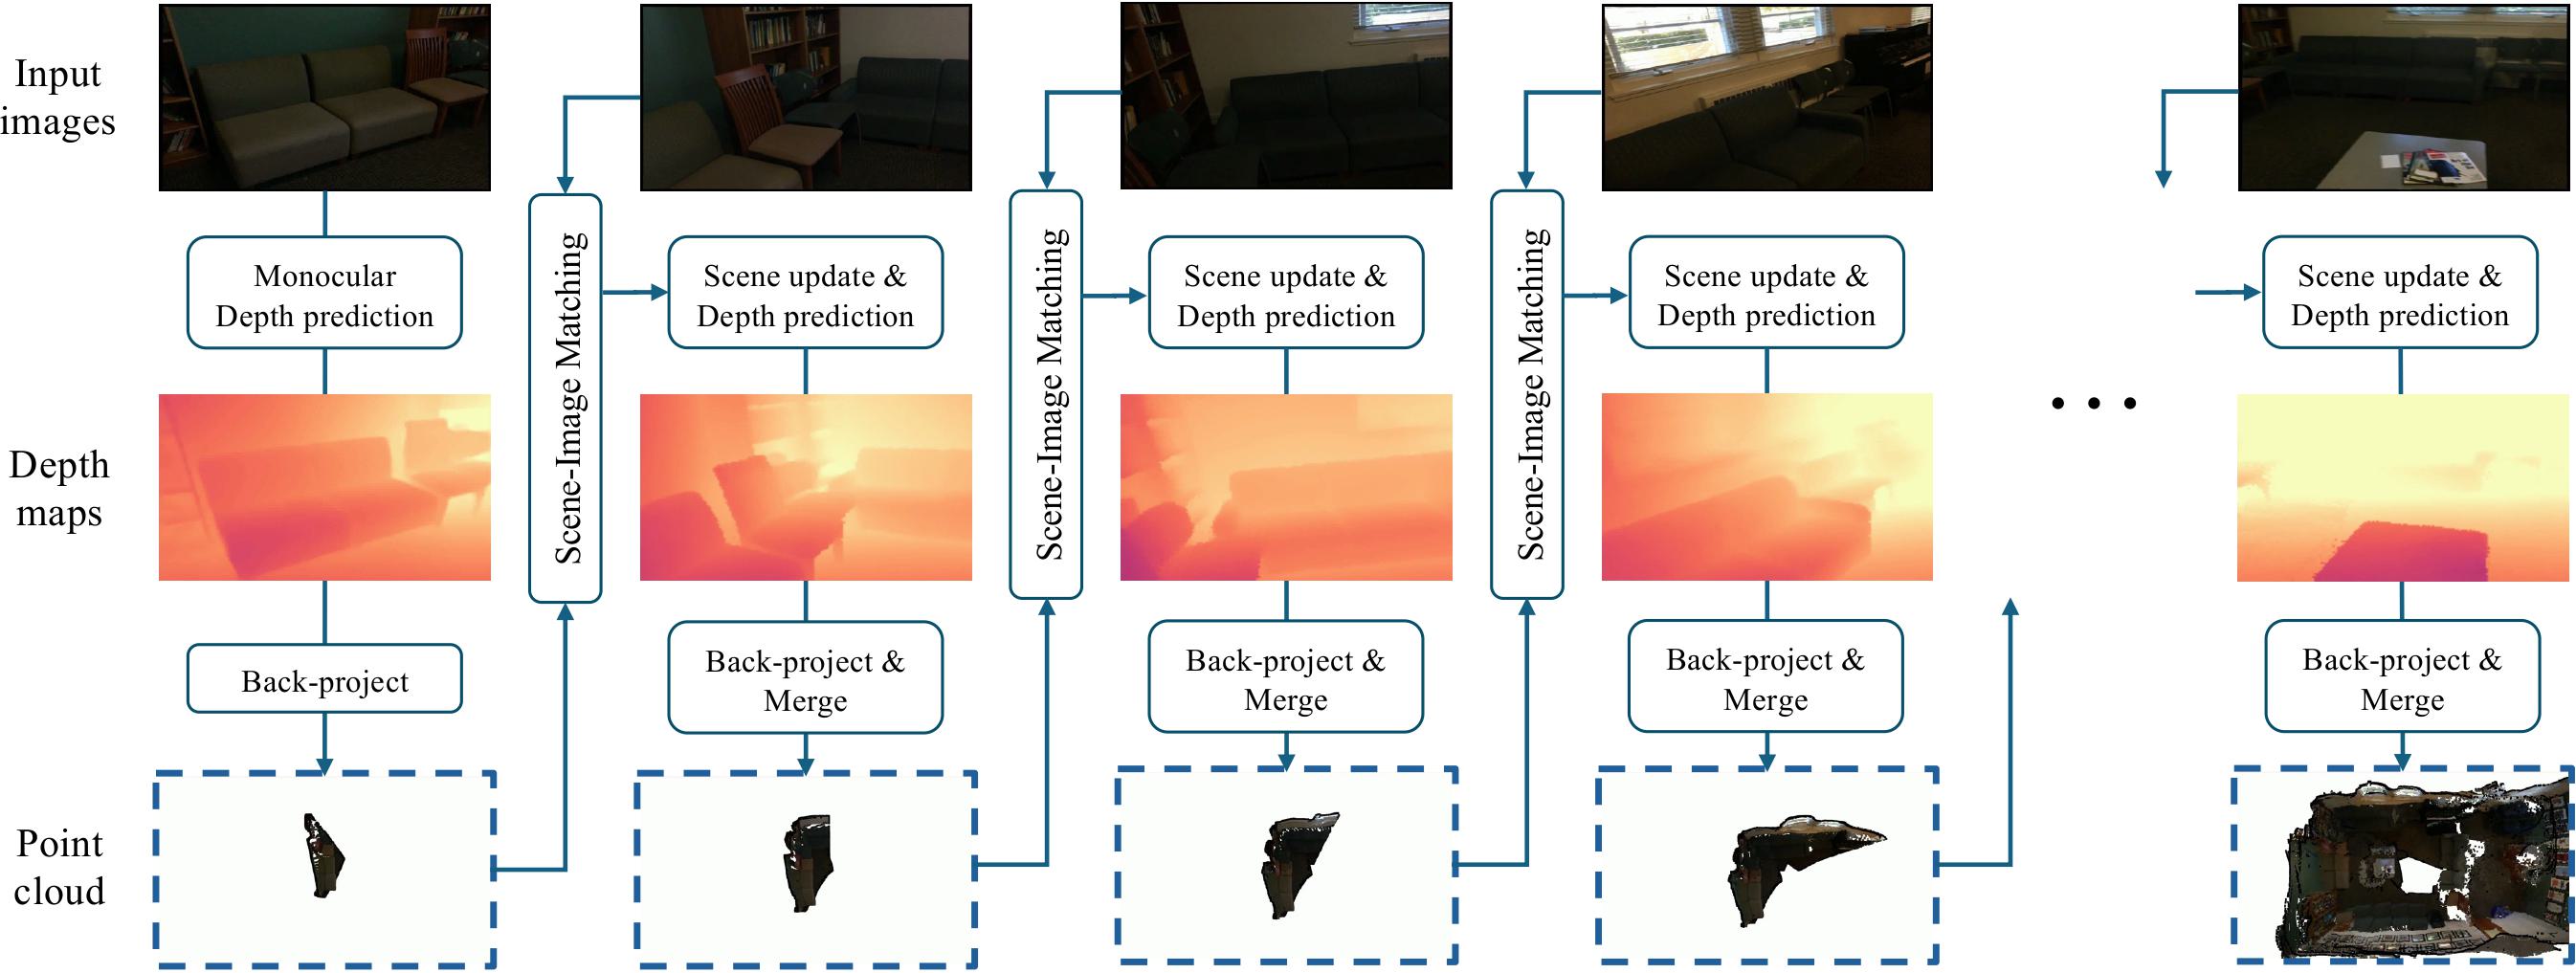 Input
images
Monocular
Depth prediction
Scene-Image Matching
Scene update &
Depth prediction
Scene-Image Matching
Scene update &
Depth prediction
Scene-Image Matching
Scene update &
Depth prediction
Scene update &
Depth prediction
Depth
maps
• • •
Back-project
Back-project &
Merge
Back-project &
Merge
Back-project &
Merge
Back-project &
Merge
Point
cloud